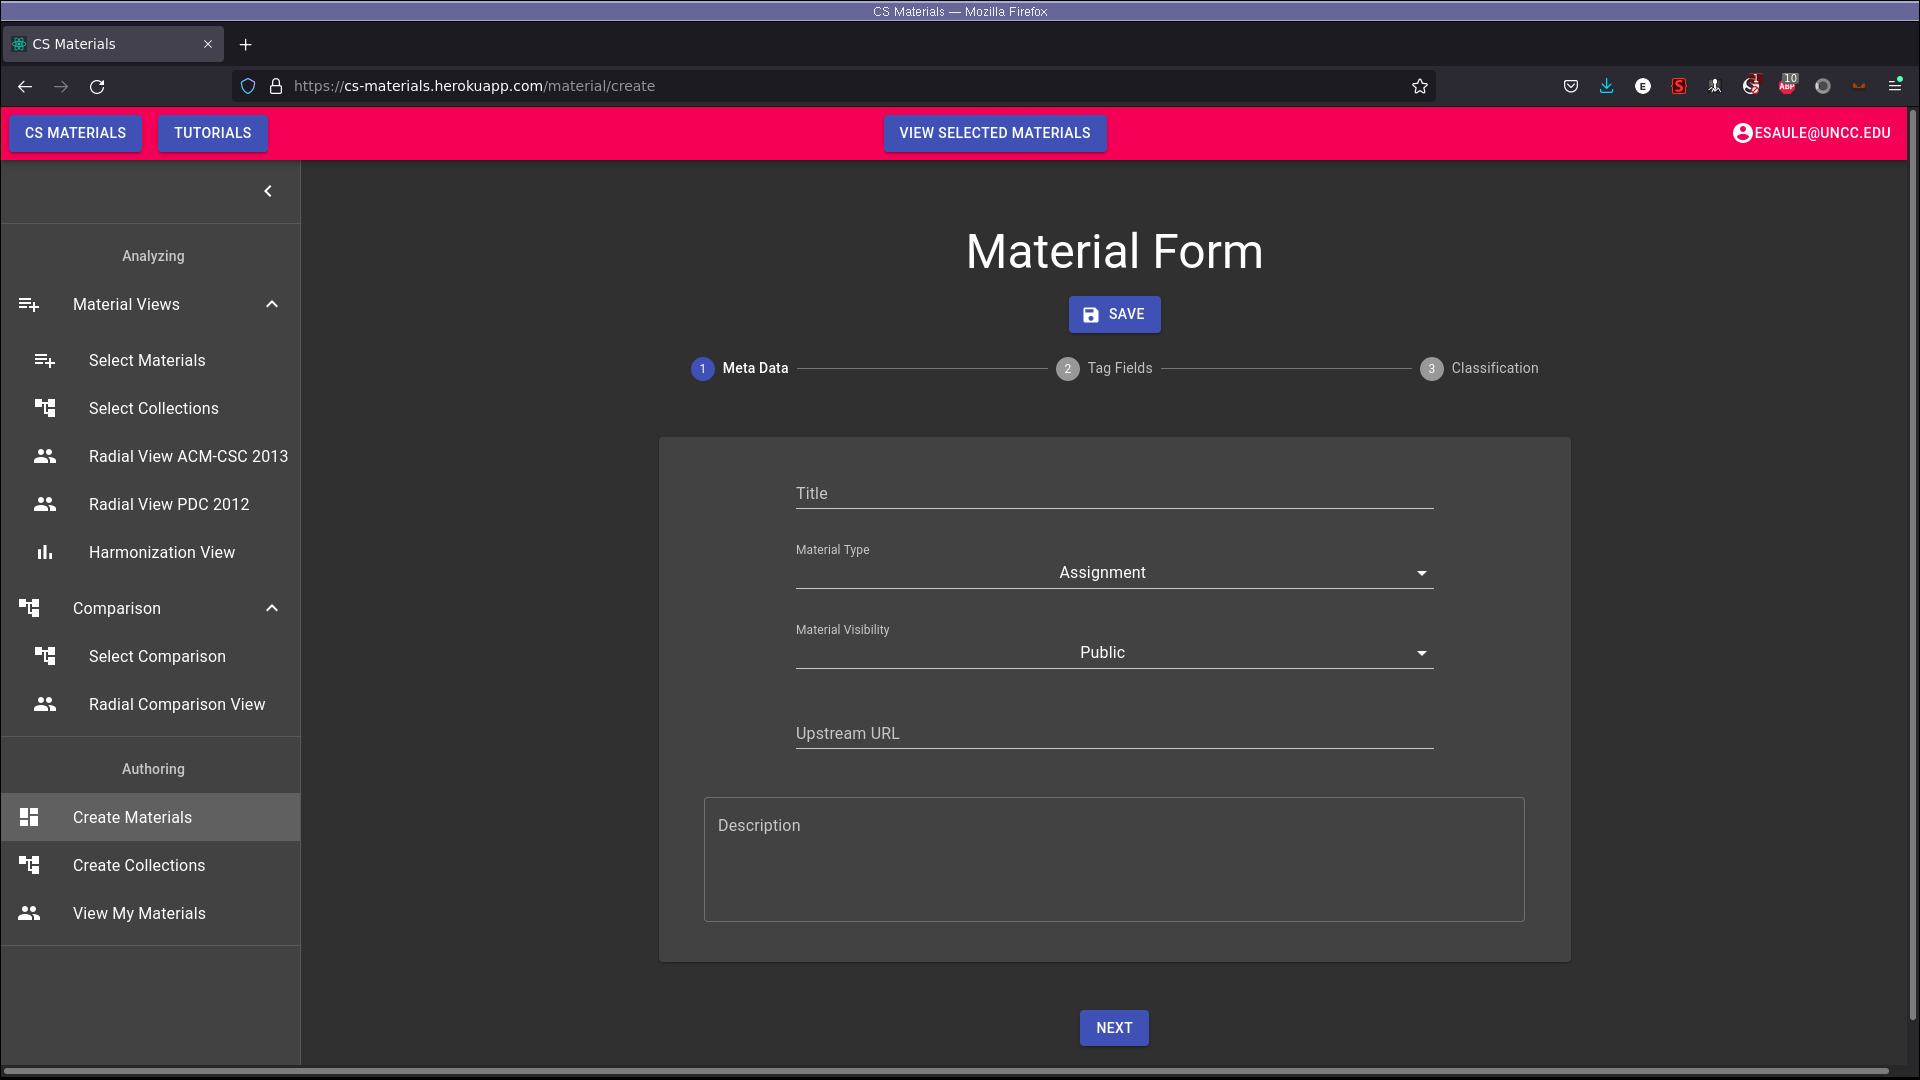 CS Materials — Mozilla Firefox
CS Materials
https://cs-materials.herokuapp.com/material/create
E
S
1
10
ABP
CS MATERIALS
TUTORIALS
VIEW SELECTED MATERIALS
ESAULE@UNCC.EDU
Analyzing
Material Views
Select Materials
Select Collections
Radial View ACM-CSC 2013
Radial View PDC 2012
Harmonization View
Comparison
Select Comparison
Radial Comparison View
Authoring
Create Materials
Create Collections
View My Materials
Material Form
SAVE
1 Meta Data
2 Tag Fields
3 Classification
Title
Material Type
Assignment
Material Visibility
Public
Upstream URL
Description
NEXT